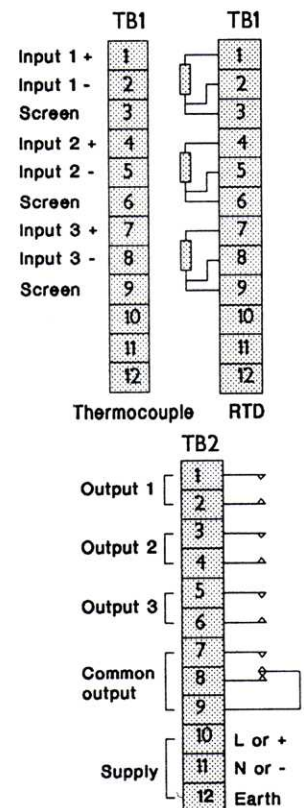 TB1 TB1
Input 1 + 1 1
Input 1 - 2 2
Screen 3 3
Input 2 + 4 4
Input 2 - 5 5
Screen 6 6
Input 3 + 7 7
Input 3 - 8 8
Screen 9 9
10 10
11 11
12 12
Thermocouple RTD
TB2
Output 1 1
2
Output 2 3
4
Output 3 5
6
Common output 7
8
9
Supply 10 L or +
11 N or -
12 Earth